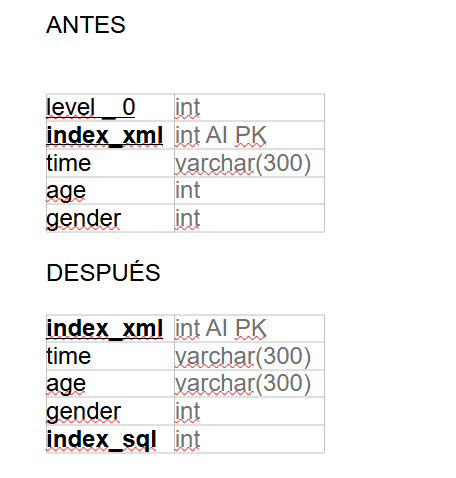 ANTES
level _ 0 int
index_xml int AI PK
time varchar(300)
age int
gender int
DESPUÉS
index_xml int AI PK
time varchar(300)
age varchar(300)
gender int
index_sql int